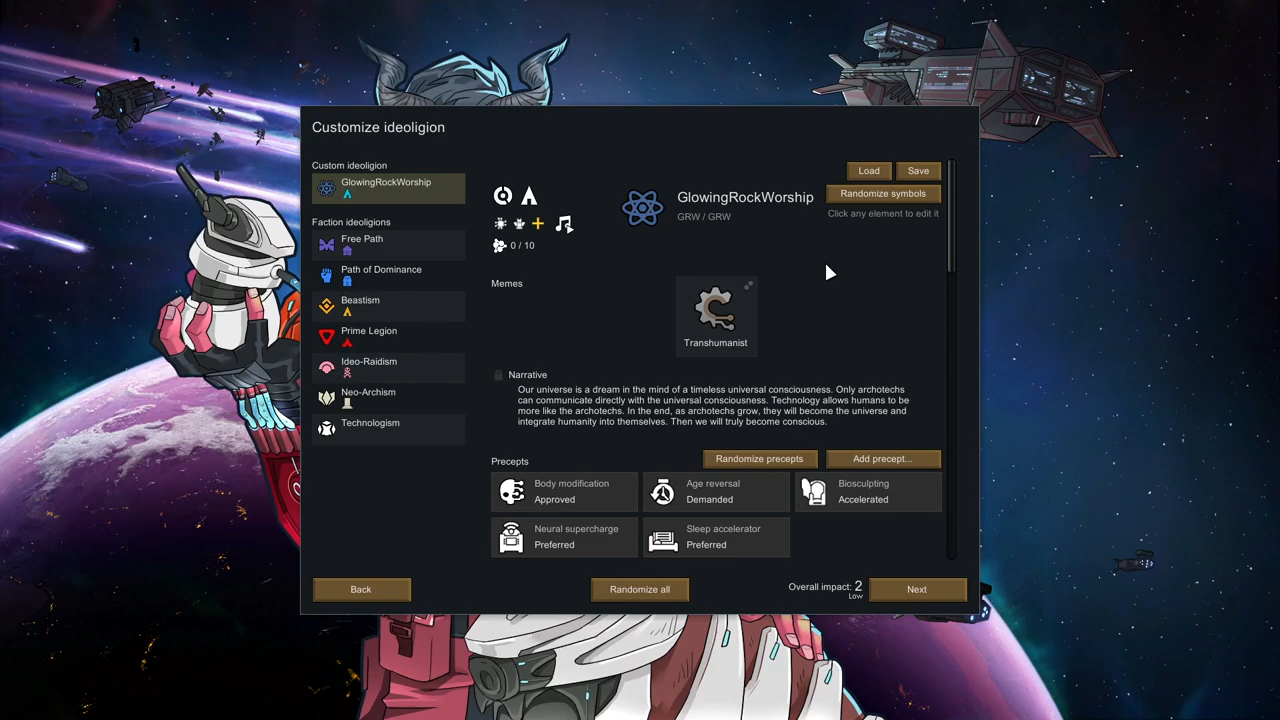 Customize ideoligion
Custom ideoligion
GlowingRockWorship
Faction ideoligions
Free Path
Path of Dominance
Beastism
Prime Legion
Ideo-Raidism
Neo-Archism
Technologism
0 / 10
GlowingRockWorship
GRW / GRW
Load
Save
Randomize symbols
Click any element to edit it
Memes
Transhumanist
Narrative
Our universe is a dream in the mind of a timeless universal consciousness. Only archotechs
can communicate directly with the universal consciousness. Technology allows humans to be
more like the archotechs. In the end, as archotechs grow, they will become the universe and
integrate humanity into themselves. Then we will truly become conscious.
Precepts
Randomize precepts
Add precept...
Body modification
Approved
Age reversal
Demanded
Biosculpting
Accelerated
Neural supercharge
Preferred
Sleep accelerator
Preferred
Back
Randomize all
Overall impact: 2
Low
Next